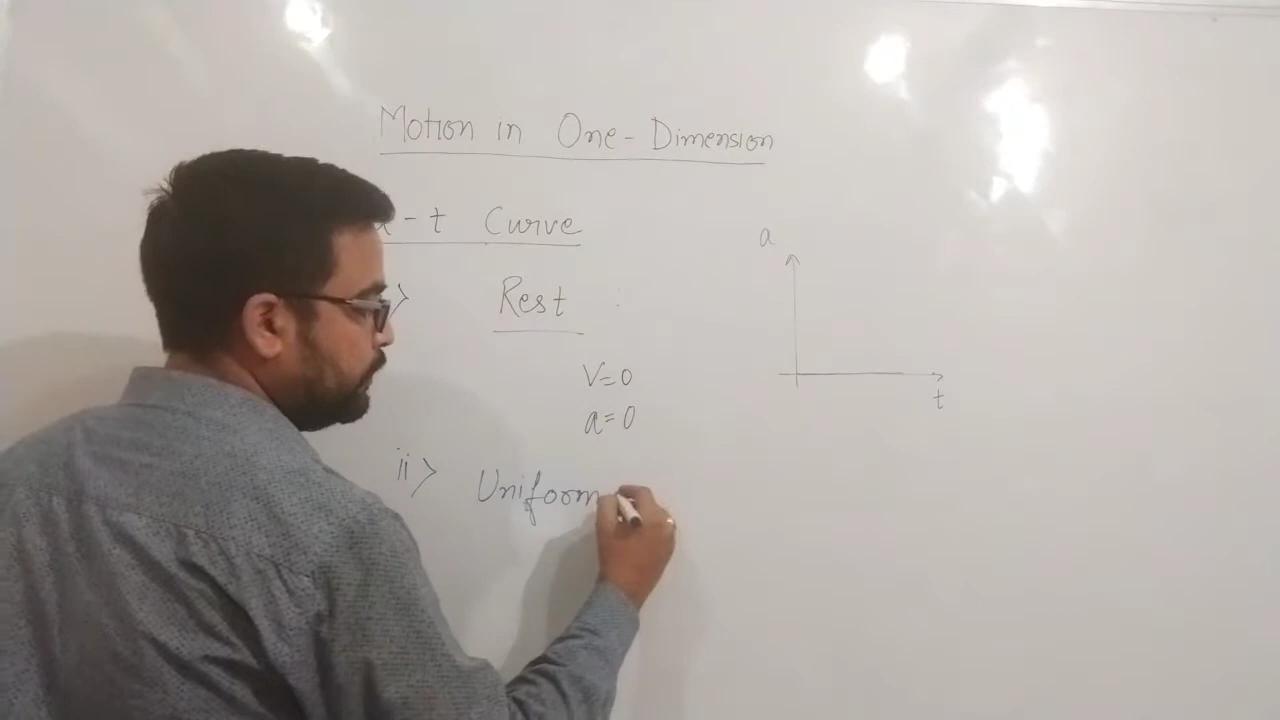 Motion in One-Dimension
a-t Curve
a
> Rest :
V=0
a=0
t
ii> Uniform